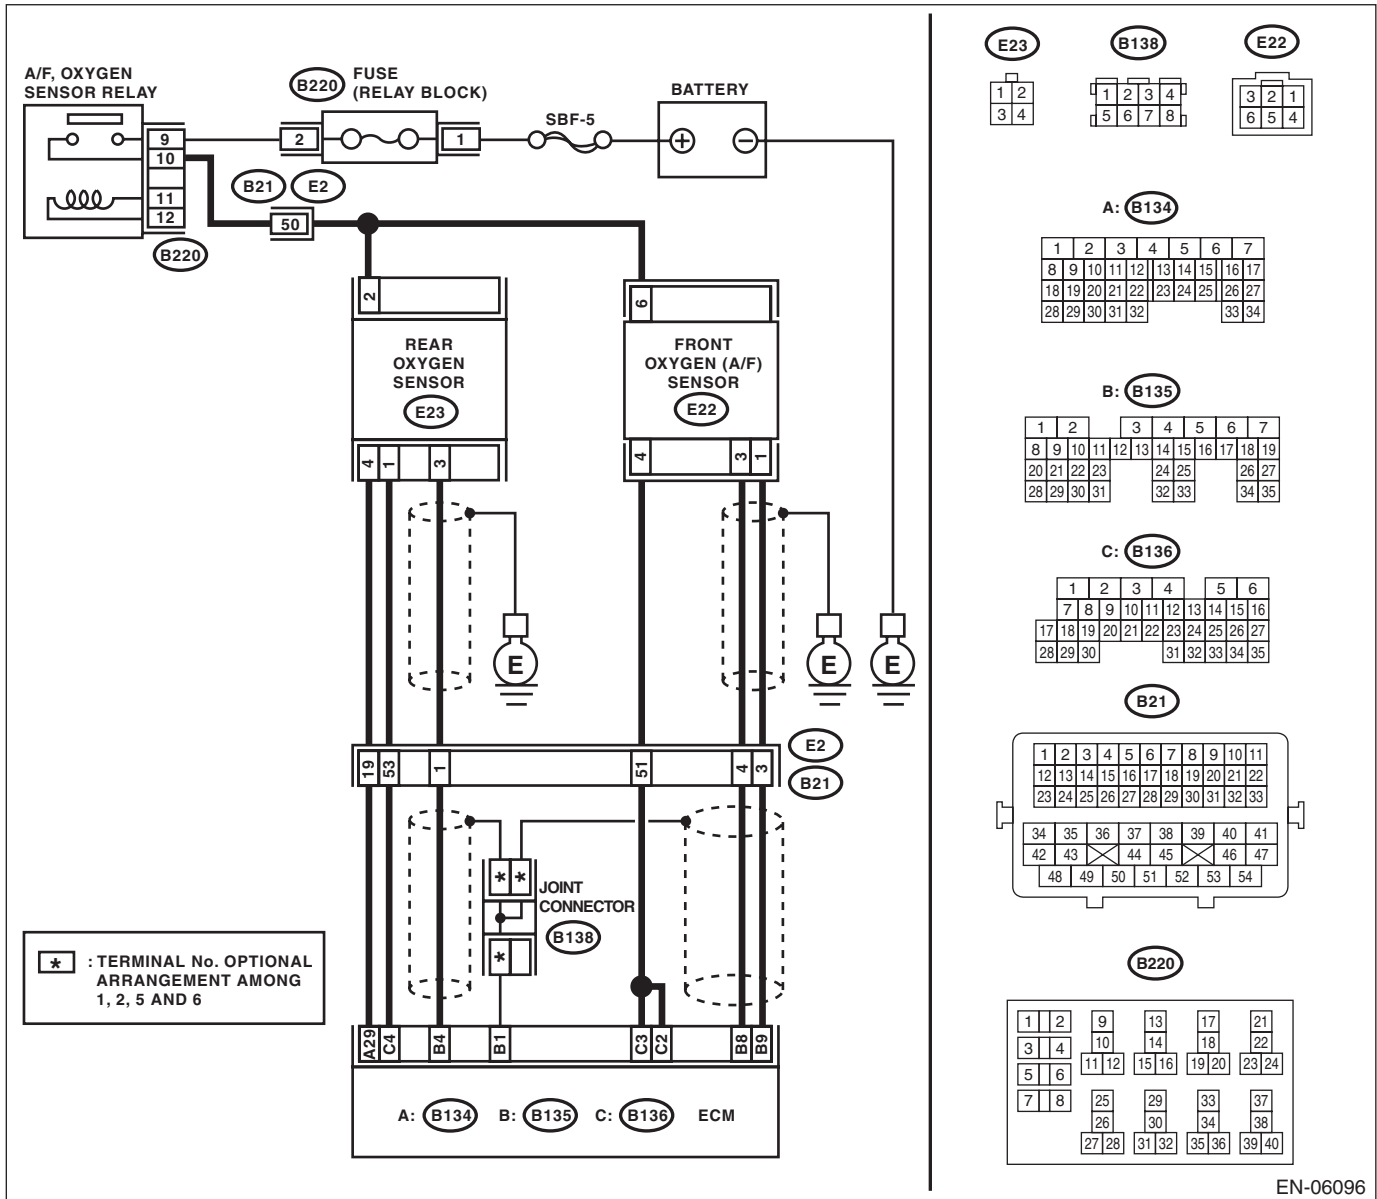 A/F, OXYGEN
SENSOR RELAY
9
10
11
12
B220
B220
FUSE
(RELAY BLOCK)
2
1
SBF-5
BATTERY
+
−
B21
E2
50
2
REAR
OXYGEN
SENSOR
E23
4 1 3
6
FRONT
OXYGEN (A/F)
SENSOR
E22
4 3 1
E
E
E
19 53 1 51 4 3
E2
B21
* *
JOINT
CONNECTOR
*
B138
* : TERMINAL No. OPTIONAL
ARRANGEMENT AMONG
1, 2, 5 AND 6
A29 C4 B4 B1 C3 C2 B8 B9
A: B134 B: B135 C: B136 ECM
E23
1 2
3 4
B138
1 2 3 4
5 6 7 8
E22
3 2 1
6 5 4
A: B134
1 2 3 4 5 6 7
8 9 10 11 12 13 14 15 16 17
18 19 20 21 22 23 24 25 26 27
28 29 30 31 32 33 34
B: B135
1 2 3 4 5 6 7
8 9 10 11 12 13 14 15 16 17 18 19
20 21 22 23 24 25 26 27
28 29 30 31 32 33 34 35
C: B136
1 2 3 4 5 6
7 8 9 10 11 12 13 14 15 16
17 18 19 20 21 22 23 24 25 26 27
28 29 30 31 32 33 34 35
B21
1 2 3 4 5 6 7 8 9 10 11
12 13 14 15 16 17 18 19 20 21 22
23 24 25 26 27 28 29 30 31 32 33
34 35 36 37 38 39 40 41
42 43 44 45 46 47
48 49 50 51 52 53 54
B220
1 2 9 13 17 21
3 4 10 14 18 22
11 12 15 16 19 20 23 24
5 6
7 8 25 29 33 37
26 30 34 38
27 28 31 32 35 36 39 40
EN-06096